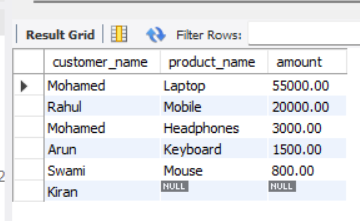 Result Grid Filter Rows:
customer_name product_name amount
Mohamed Laptop 55000.00
Rahul Mobile 20000.00
Mohamed Headphones 3000.00
Arun Keyboard 1500.00
Swami Mouse 800.00
Kiran NULL NULL